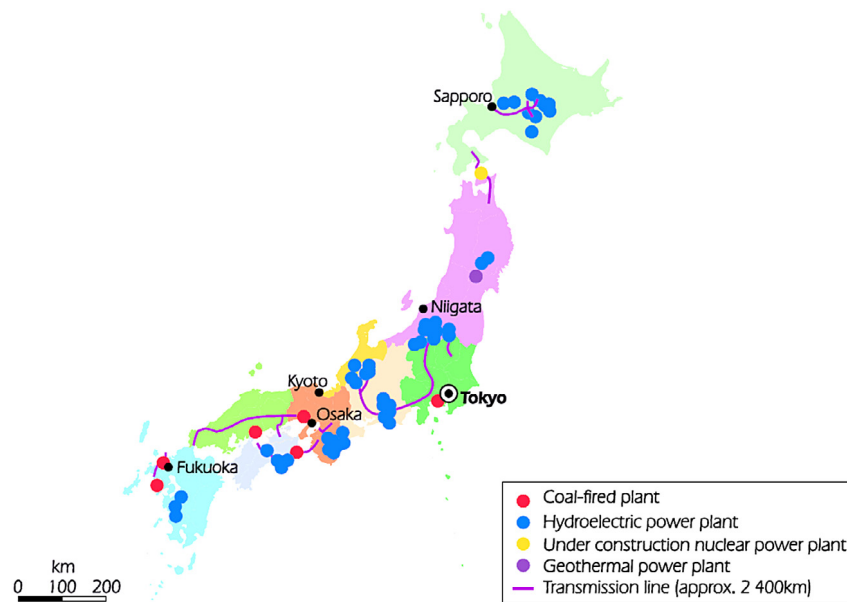 Sapporo
Niigata
Kyoto
Tokyo
Osaka
Fukuoka
Coal-fired plant
Hydroelectric power plant
Under construction nuclear power plant
Geothermal power plant
Transmission line (approx. 2 400km)
km
0 100 200